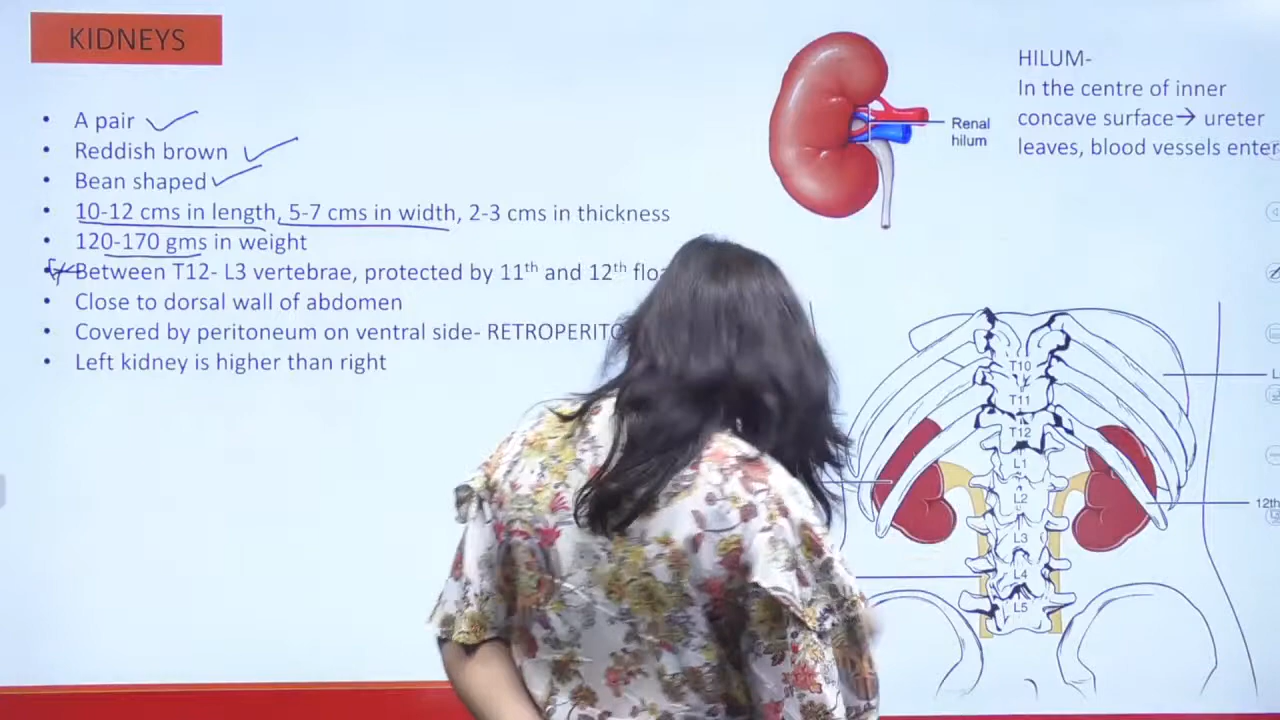 KIDNEYS
• A pair
• Reddish brown
• Bean shaped
• 10-12 cms in length, 5-7 cms in width, 2-3 cms in thickness
• 120-170 gms in weight
• Between T12- L3 vertebrae, protected by 11th and 12th
• Close to dorsal wall of abdomen
• Covered by peritoneum on ventral side-
• Left kidney is higher than right
Renal
hilum
HILUM-
In the centre of inner
concave surface→ ureter
leaves, blood vessels enter
T10
T11
T12
L1
L2
L3
L4
L5
12th